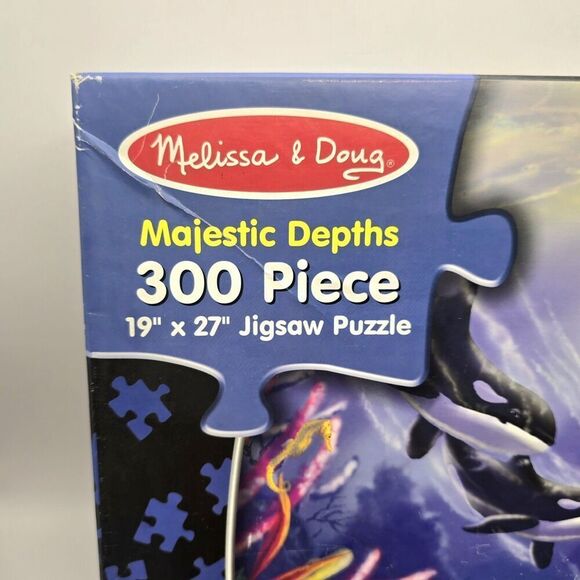 Melissa & Doug®
Majestic Depths
300 Piece
19" x 27" Jigsaw Puzzle